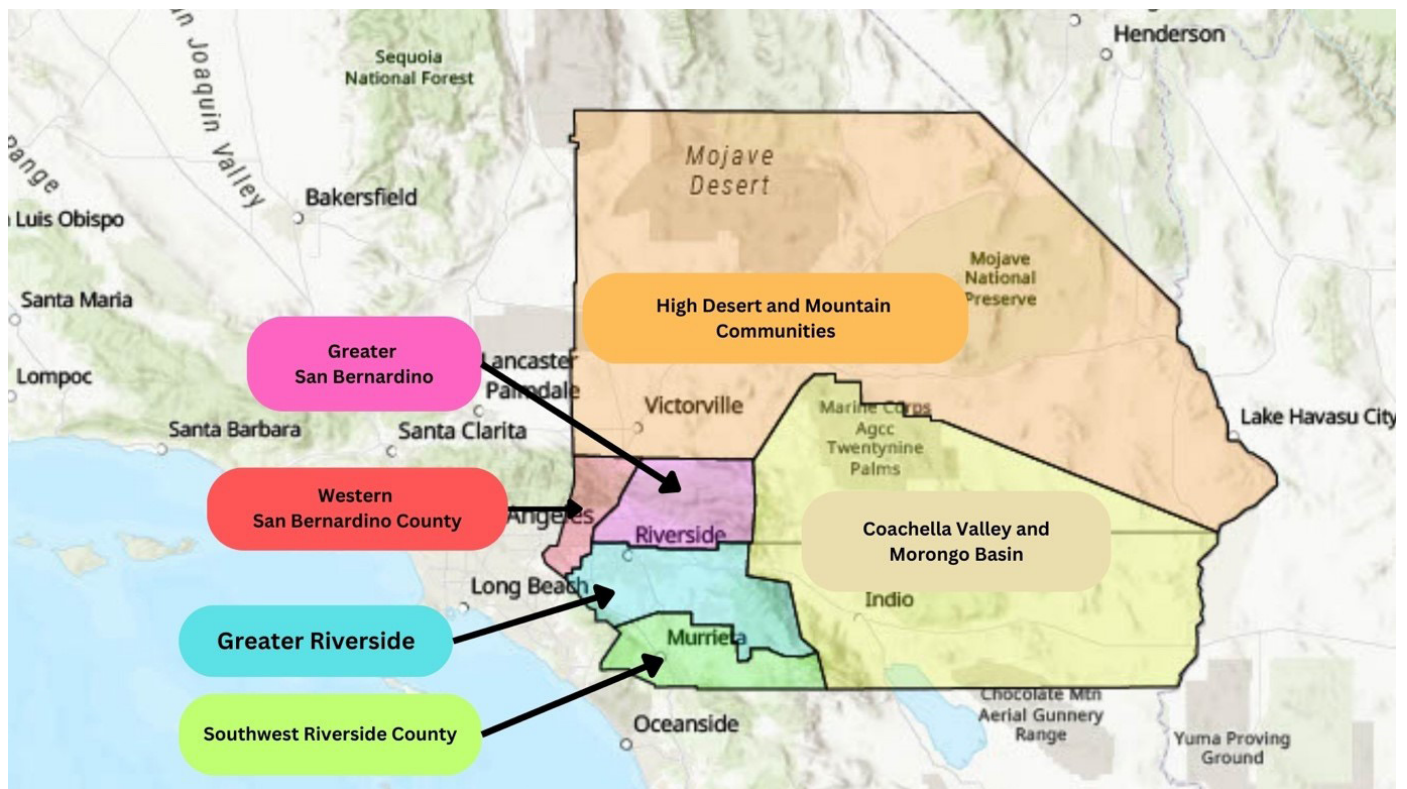 Henderson
Sequoia
National Forest
n Joaquin Valley
ange
Bakersfield
Luis Obispo
Mojave
Desert
Mojave
National
Preserve
Santa Maria
High Desert and Mountain
Communities
Greater
San Bernardino
Lancaster
Palmdale
Lompoc
Victorville
Marine Corps
Agcc
Twentynine
Palms
Lake Havasu City
Santa Barbara
Santa Clarita
Western
San Bernardino County
Angeles
Riverside
Coachella Valley and
Morongo Basin
Long Beach
Indio
Greater Riverside
Murrieta
Southwest Riverside County
Oceanside
Chocolate Mtn
Aerial Gunnery
Range
Yuma Proving
Ground